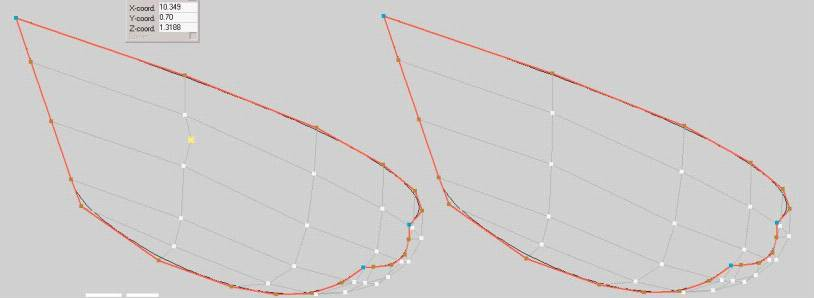 X-coord. 10.349
Y-coord. 0.70
Z-coord. 1.3188